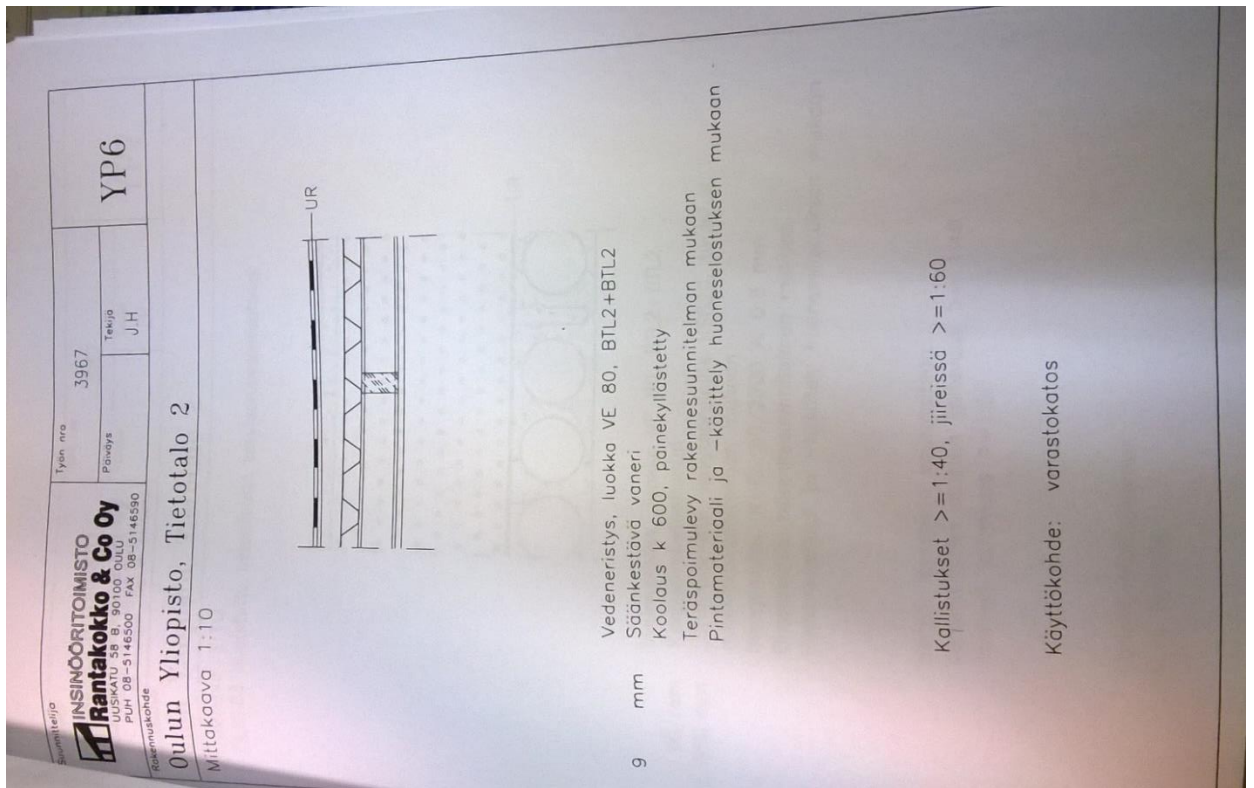 Suunnittelija
INSINÖÖRITOIMISTO
Rantakokko & Co Oy
UUSIKATU 58 B, 90100 OULU
PUH 08-5146500 FAX 08-5146590
Työn nro
3967
Päiväys
Tekijä
J.H
YP6
Rakennuskohde
Oulun Yliopisto, Tietotalo 2
Mittakaava 1:10
UR
Vedeneristys, luokka VE 80, BTL2+BTL2
9 mm Säänkestävä vaneri
Koolaus k 600, painekyllästetty
Teräspoimulevy rakennesuunnitelman mukaan
Pintamateriaali ja -käsittely huoneselostuksen mukaan
Kallistukset >=1:40, jiireissä >=1:60
Käyttökohde: varastokatos